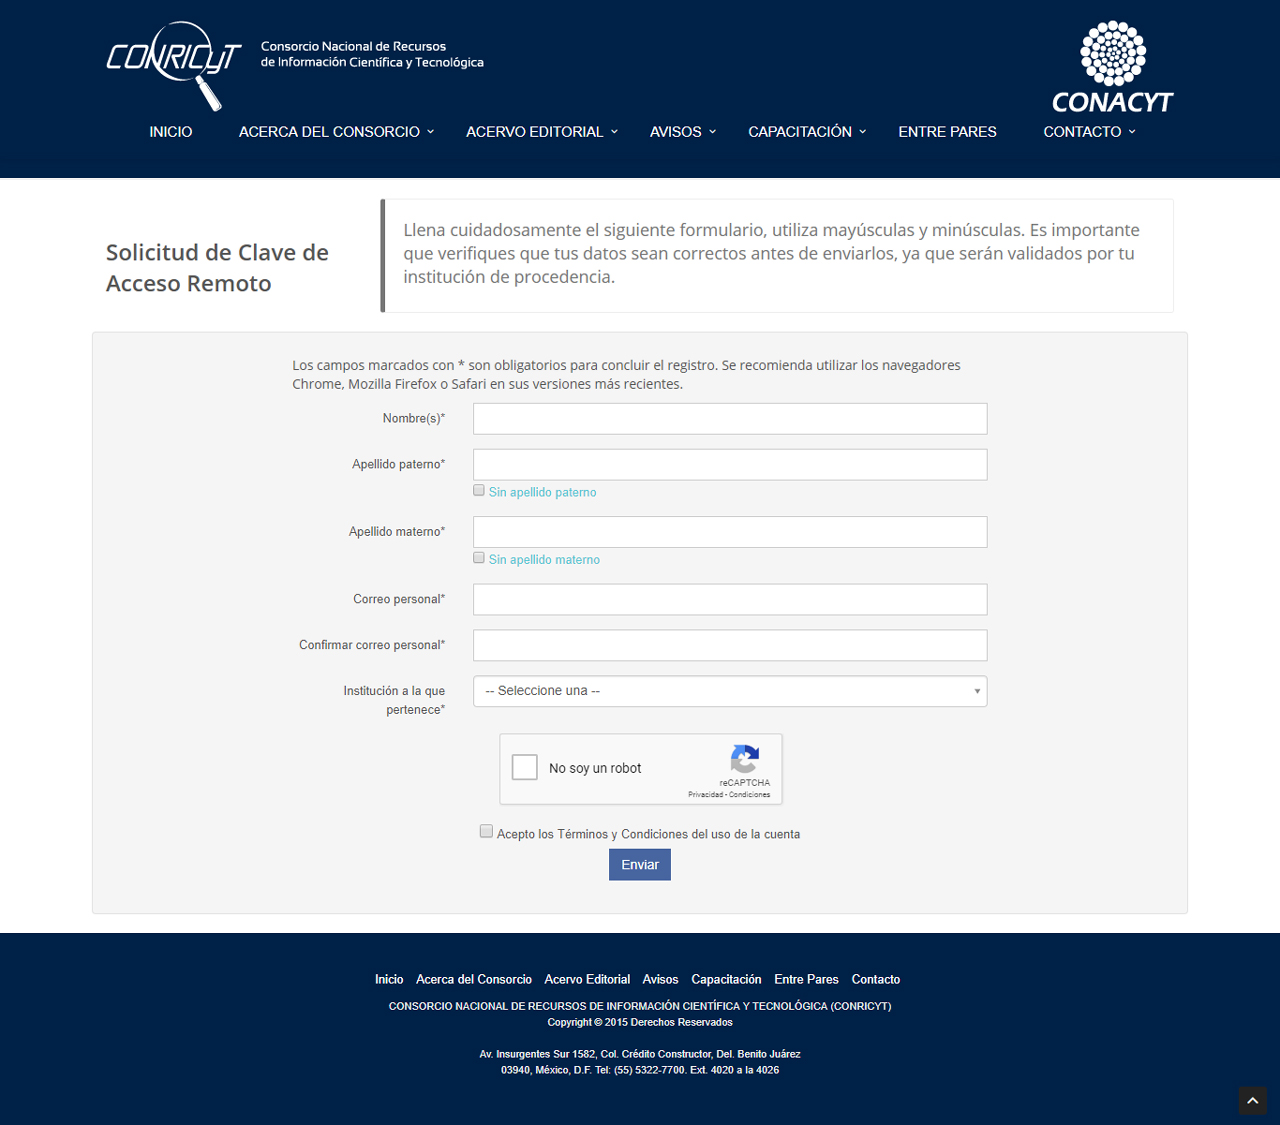 CONRICyT
Consorcio Nacional de Recursos
de Información Científica y Tecnológica
CONACYT
INICIO ACERCA DEL CONSORCIO ACERVO EDITORIAL AVISOS CAPACITACIÓN ENTRE PARES CONTACTO
Solicitud de Clave de
Acceso Remoto
Llena cuidadosamente el siguiente formulario, utiliza mayúsculas y minúsculas. Es importante
que verifiques que tus datos sean correctos antes de enviarlos, ya que serán validados por tu
institución de procedencia.
Los campos marcados con * son obligatorios para concluir el registro. Se recomienda utilizar los navegadores
Chrome, Mozilla Firefox o Safari en sus versiones más recientes.
Nombre(s)*
Apellido paterno*
Sin apellido paterno
Apellido materno*
Sin apellido materno
Correo personal*
Confirmar correo personal*
Institución a la que
pertenece*
-- Seleccione una --
No soy un robot
reCAPTCHA
Privacidad - Condiciones
Acepto los Términos y Condiciones del uso de la cuenta
Enviar
Inicio Acerca del Consorcio Acervo Editorial Avisos Capacitación Entre Pares Contacto
CONSORCIO NACIONAL DE RECURSOS DE INFORMACIÓN CIENTÍFICA Y TECNOLÓGICA (CONRICYT)
Copyright © 2015 Derechos Reservados
Av. Insurgentes Sur 1582, Col. Crédito Constructor, Del. Benito Juárez
03940, México, D.F. Tel: (55) 5322-7700. Ext. 4020 a la 4026